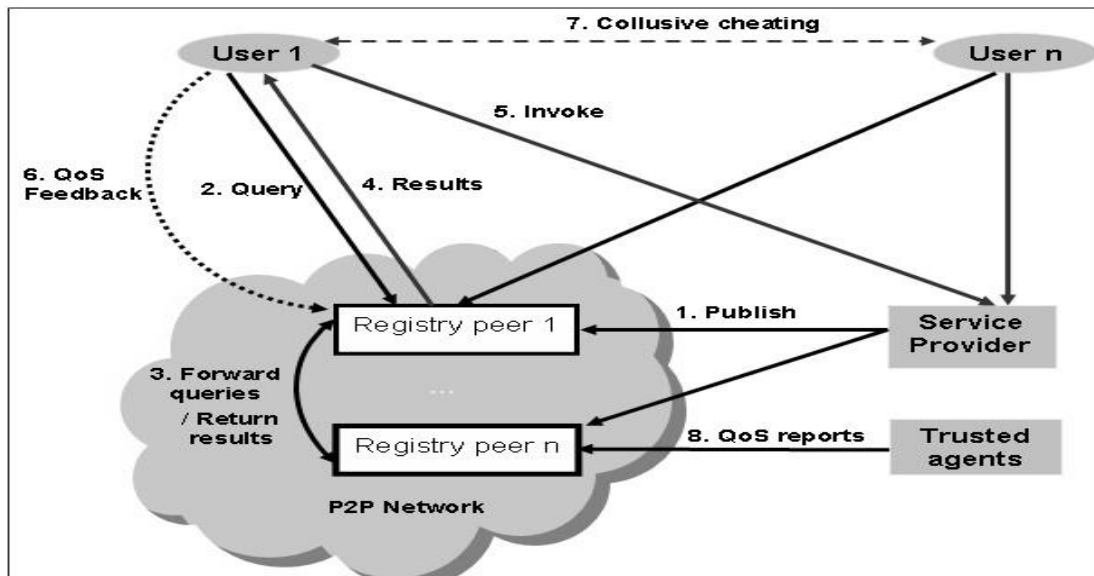 7. Collusive cheating
User 1
User n
5. Invoke
6. QoS
Feedback
2. Query
4. Results
Registry peer 1
1. Publish
Service
Provider
3. Forward
queries
/ Return
results
...
Registry peer n
8. QoS reports
Trusted
agents
P2P Network